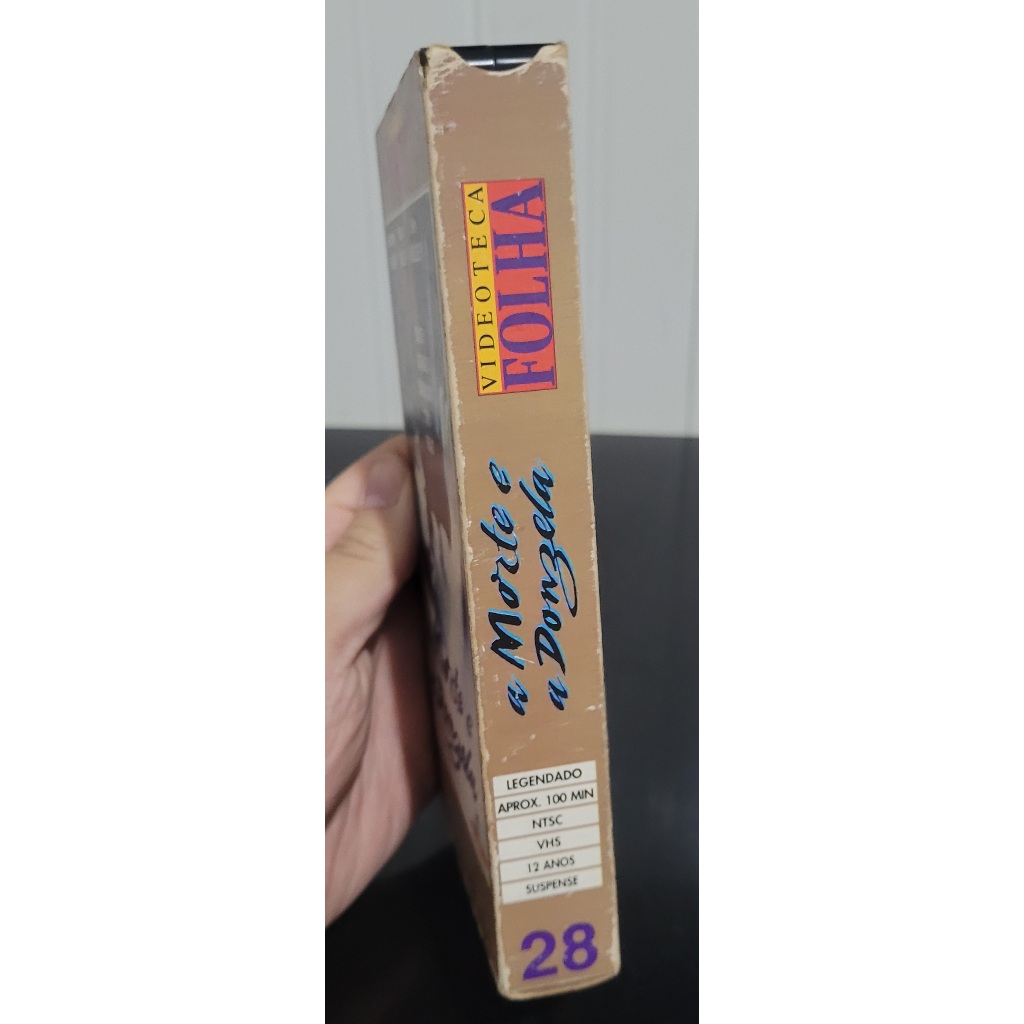 VIDEOTECA
FOLHA
a Morte e
a Donzela
LEGENDADO
APROX. 100 MIN
NTSC
VHS
12 ANOS
SUSPENSE
28